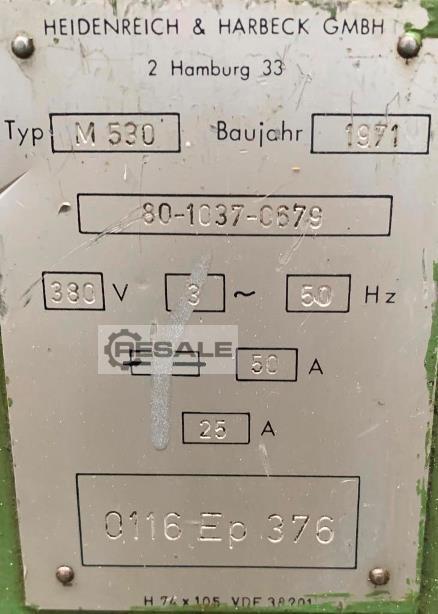 HEIDENREICH & HARBECK GMBH
2 Hamburg 33
Typ M 530 Baujahr 1971
80-1037-0679
380 V 3 ~ 50 Hz
RESALE
50 A
25 A
0116 Ep 376
H 74 x 105 VDF 38201